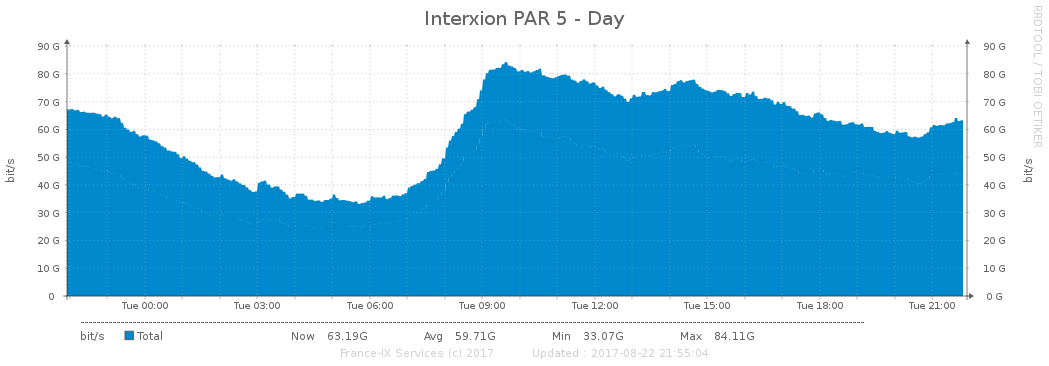 Interxion PAR 5 - Day
RRDTOOL / TOBI OETIKER
90 G 90 G
80 G 80 G
70 G 70 G
60 G 60 G
50 G 50 G
40 G 40 G
30 G 30 G
20 G 20 G
10 G 10 G
0 0 G
bit/s bit/s
Tue 00:00 Tue 03:00 Tue 06:00 Tue 09:00 Tue 12:00 Tue 15:00 Tue 18:00 Tue 21:00
bit/s Total Now 63.19G Avg 59.71G Min 33.07G Max 84.11G
France-IX Services (c) 2017 Updated : 2017-08-22 21:55:04